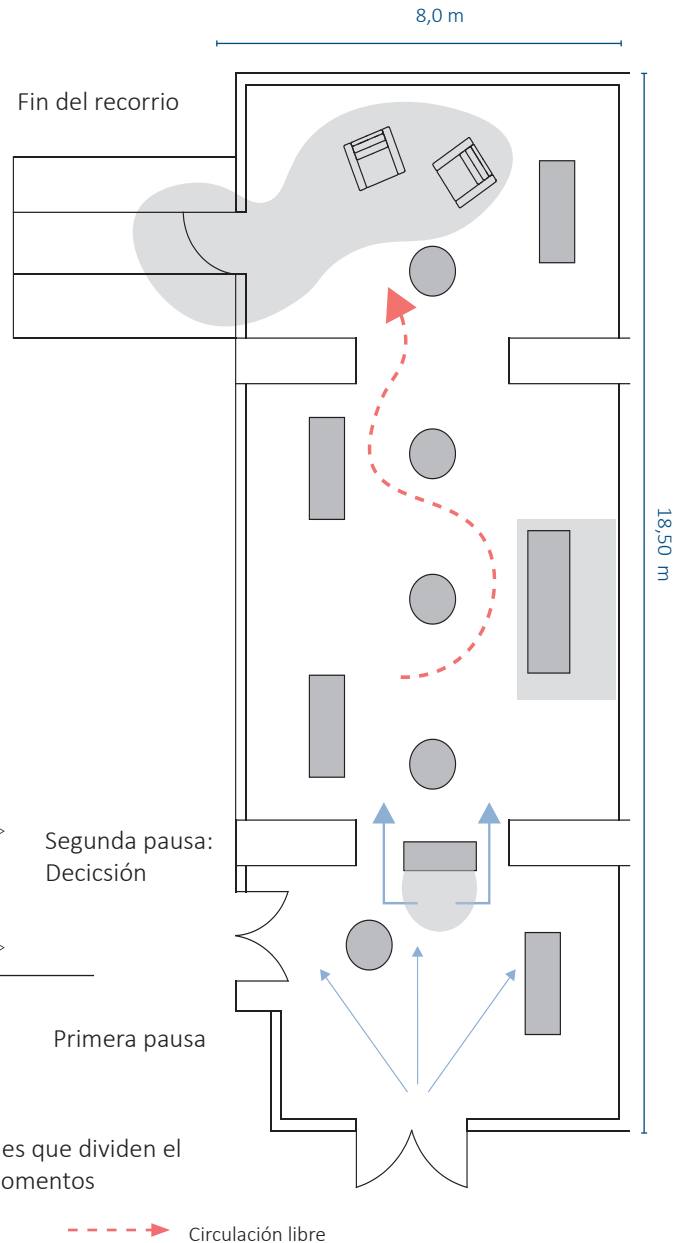 8,0 m
Fin del recorrio
18,50 m
Segunda pausa:
Decicsión
Primera pausa
es que dividen el
omentos
Circulación libre